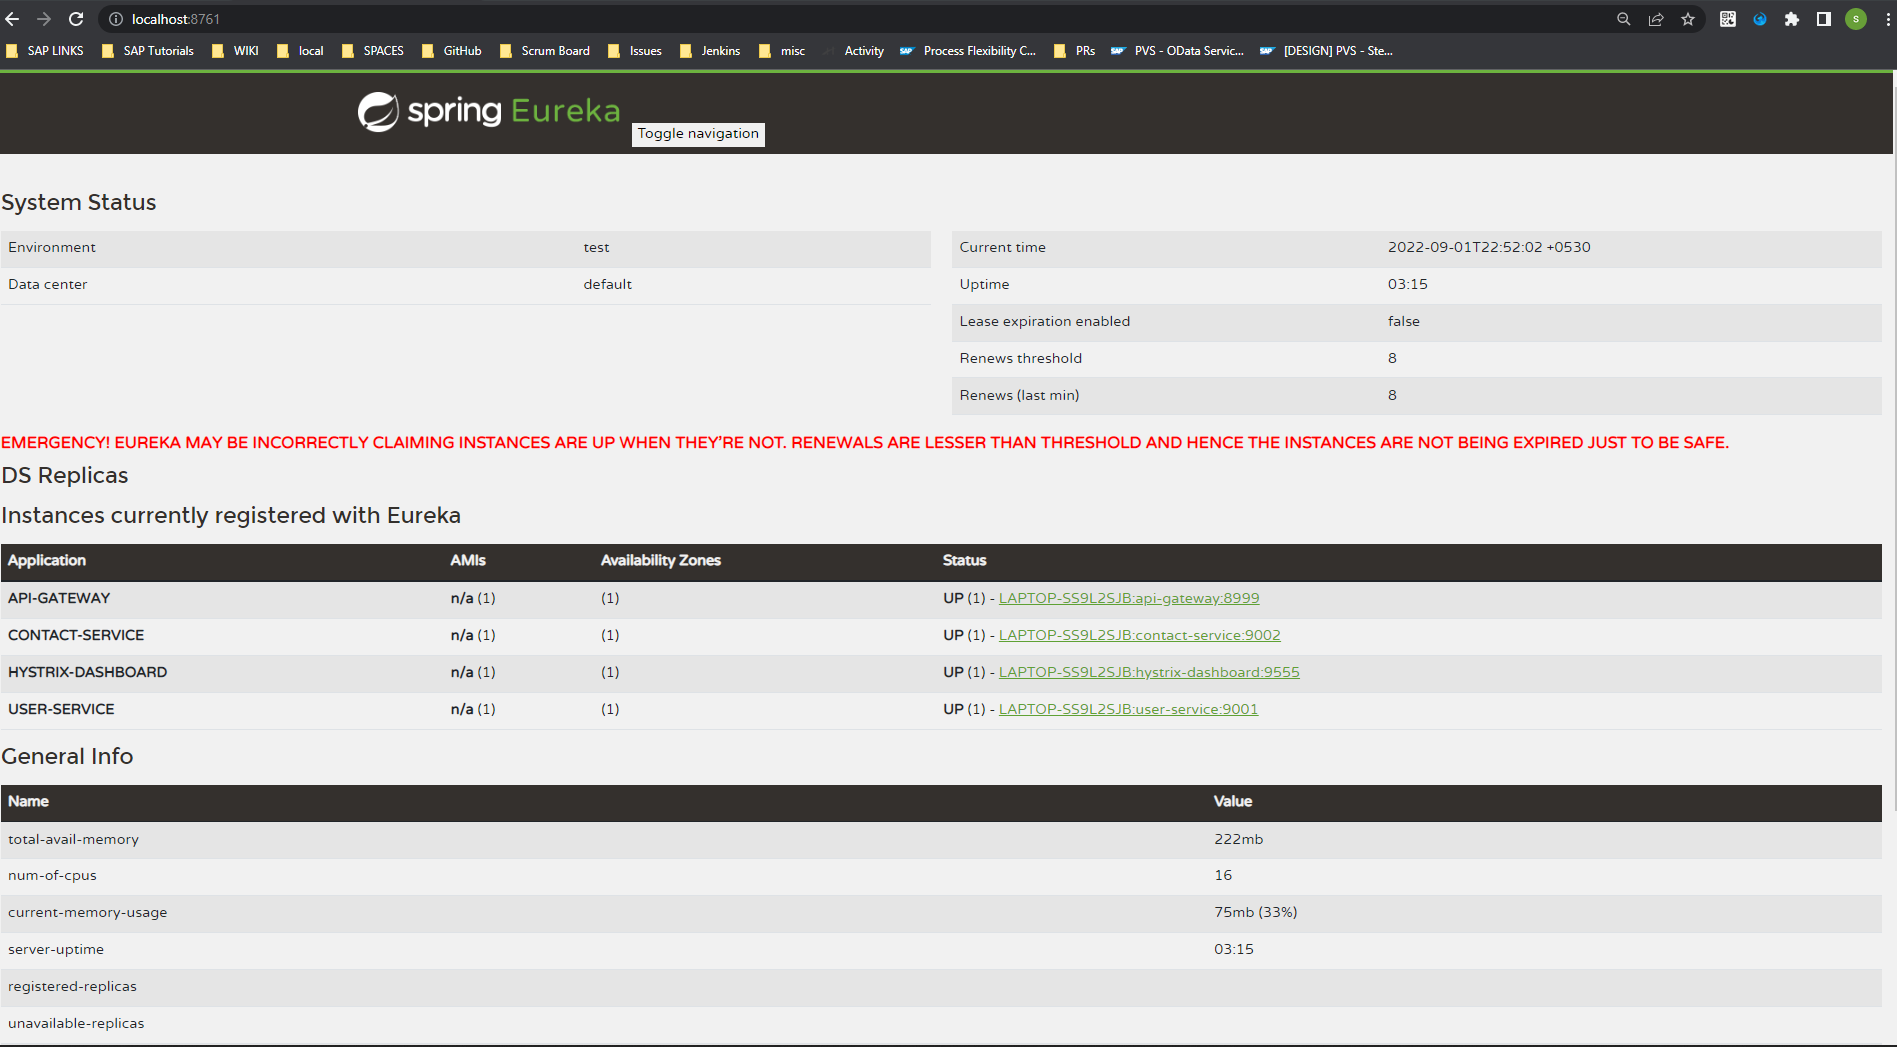 localhost:8761
S
SAP LINKS SAP Tutorials WIKI local SPACES GitHub Scrum Board Issues Jenkins misc Activity SAP Process Flexibility C... PRs SAP PVS - OData Servic... SAP [DESIGN] PVS - Ste...
spring Eureka
Toggle navigation
System Status
Environment test
Data center default
Current time 2022-09-01T22:52:02 +0530
Uptime 03:15
Lease expiration enabled false
Renews threshold 8
Renews (last min) 8
EMERGENCY! EUREKA MAY BE INCORRECTLY CLAIMING INSTANCES ARE UP WHEN THEY'RE NOT. RENEWALS ARE LESSER THAN THRESHOLD AND HENCE THE INSTANCES ARE NOT BEING EXPIRED JUST TO BE SAFE.
DS Replicas
Instances currently registered with Eureka
Application AMIs Availability Zones Status
API-GATEWAY n/a (1) (1) UP (1) - LAPTOP-SS9L2SJB:api-gateway:8999
CONTACT-SERVICE n/a (1) (1) UP (1) - LAPTOP-SS9L2SJB:contact-service:9002
HYSTRIX-DASHBOARD n/a (1) (1) UP (1) - LAPTOP-SS9L2SJB:hystrix-dashboard:9555
USER-SERVICE n/a (1) (1) UP (1) - LAPTOP-SS9L2SJB:user-service:9001
General Info
Name Value
total-avail-memory 222mb
num-of-cpus 16
current-memory-usage 75mb (33%)
server-uptime 03:15
registered-replicas
unavailable-replicas